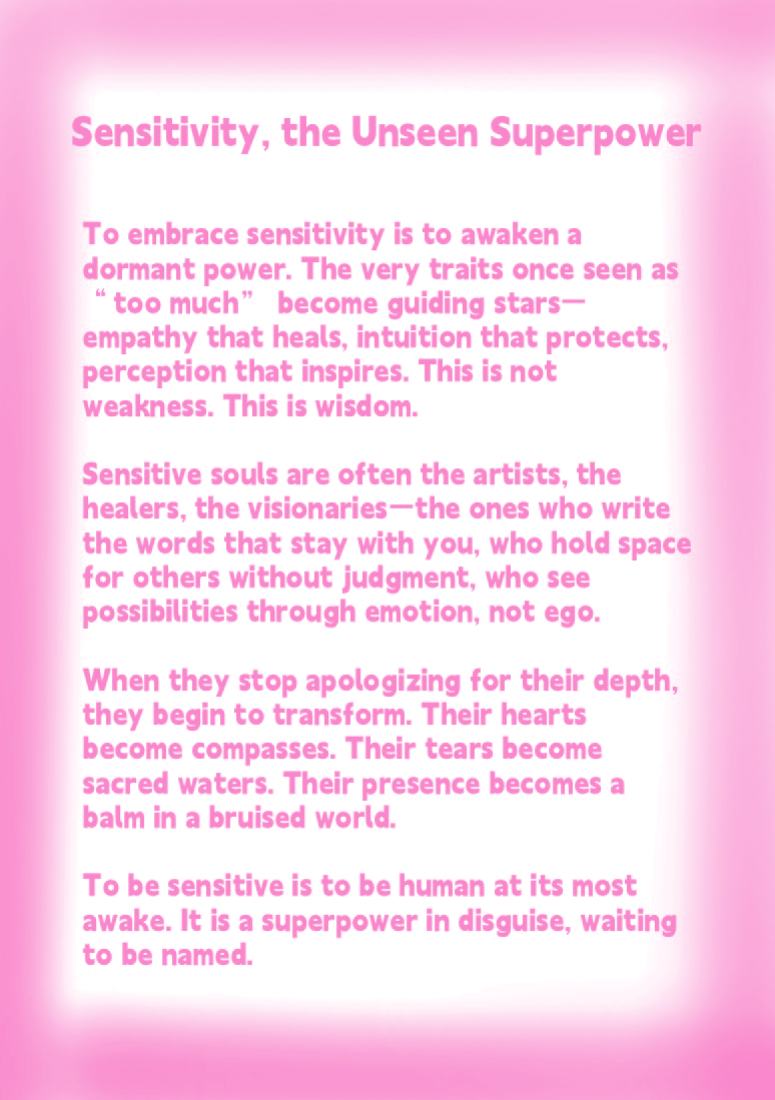 Sensitivity, the Unseen Superpower
To embrace sensitivity is to awaken a
dormant power. The very traits once seen as
“too much” become guiding stars—
empathy that heals, intuition that protects,
perception that inspires. This is not
weakness. This is wisdom.
Sensitive souls are often the artists, the
healers, the visionaries—the ones who write
the words that stay with you, who hold space
for others without judgment, who see
possibilities through emotion, not ego.
When they stop apologizing for their depth,
they begin to transform. Their hearts
become compasses. Their tears become
sacred waters. Their presence becomes a
balm in a bruised world.
To be sensitive is to be human at its most
awake. It is a superpower in disguise, waiting
to be named.